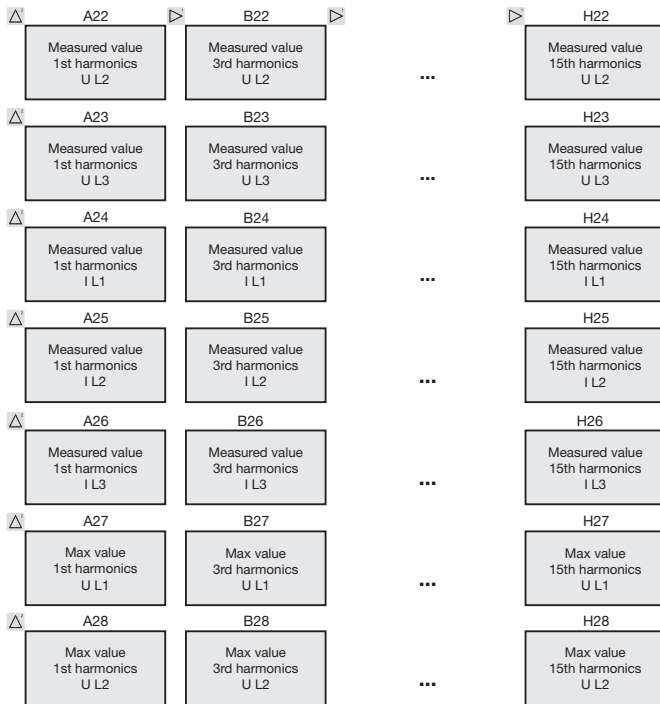 A22 B22 H22
Measured value Measured value Measured value
1st harmonics 3rd harmonics ... 15th harmonics
U L2 U L2 U L2
A23 B23 H23
Measured value Measured value Measured value
1st harmonics 3rd harmonics ... 15th harmonics
U L3 U L3 U L3
A24 B24 H24
Measured value Measured value Measured value
1st harmonics 3rd harmonics ... 15th harmonics
I L1 I L1 I L1
A25 B25 H25
Measured value Measured value Measured value
1st harmonics 3rd harmonics ... 15th harmonics
I L2 I L2 I L2
A26 B26 H26
Measured value Measured value Measured value
1st harmonics 3rd harmonics ... 15th harmonics
I L3 I L3 I L3
A27 B27 H27
Max value Max value Max value
1st harmonics 3rd harmonics ... 15th harmonics
U L1 U L1 U L1
A28 B28 H28
Max value Max value Max value
1st harmonics 3rd harmonics ... 15th harmonics
U L2 U L2 U L2